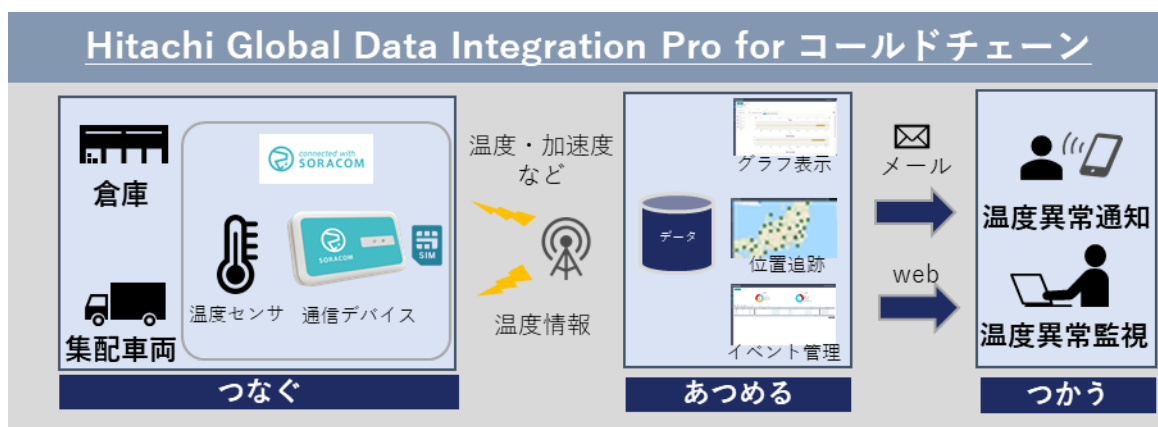 Hitachi Global Data Integration Pro for コールドチェーン
倉庫
集配車両
connected with
SORACOM
SORACOM
SIM
温度センサ
通信デバイス
つなぐ
温度・加速度
など
温度情報
データ
グラフ表示
位置追跡
イベント管理
あつめる
メール
web
温度異常通知
温度異常監視
つかう